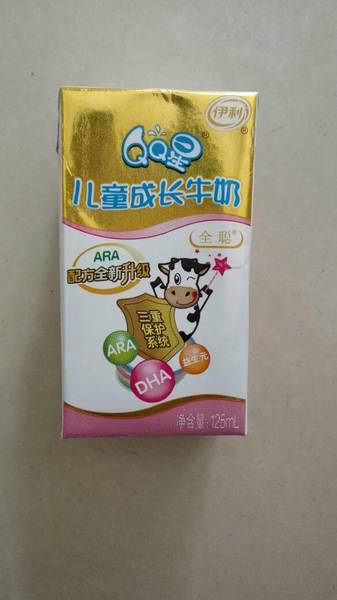 伊利
QQ星
儿童成长牛奶
全聪
ARA
配方全新升级
三重
保护
系统
ARA
DHA
益生元
净含量：125mL